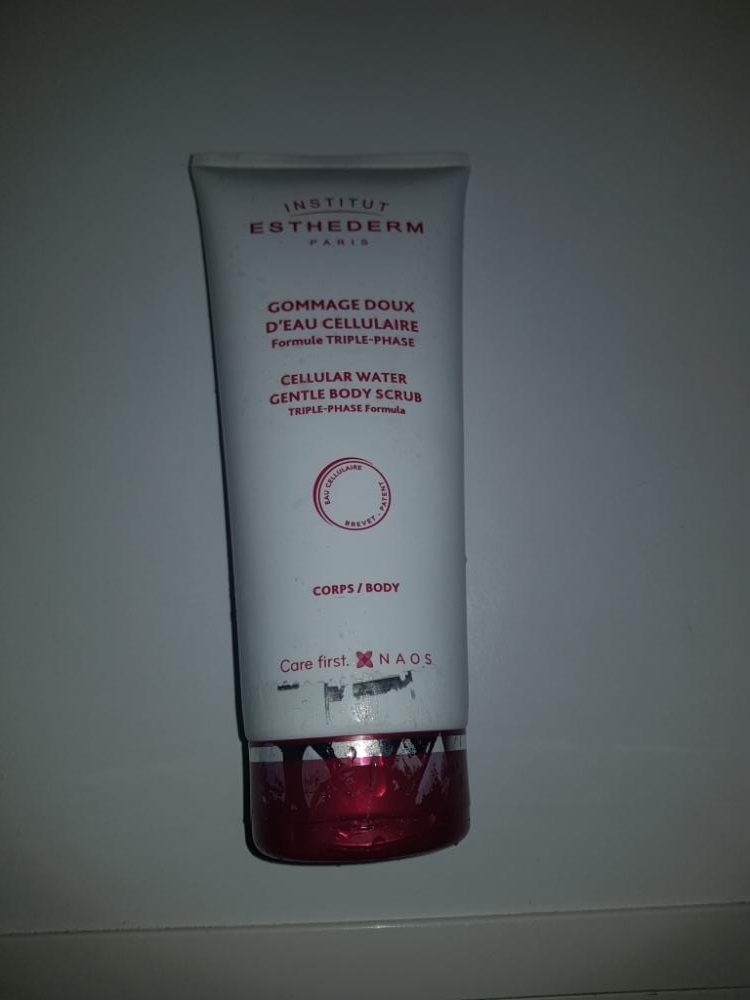 INSTITUT
ESTHEDERM
PARIS
GOMMAGE DOUX
D'EAU CELLULAIRE
Formule TRIPLE-PHASE
CELLULAR WATER
GENTLE BODY SCRUB
TRIPLE-PHASE Formula
EAU CELLULAIRE
BREVET - PATENT
CORPS / BODY
Care first. NAOS